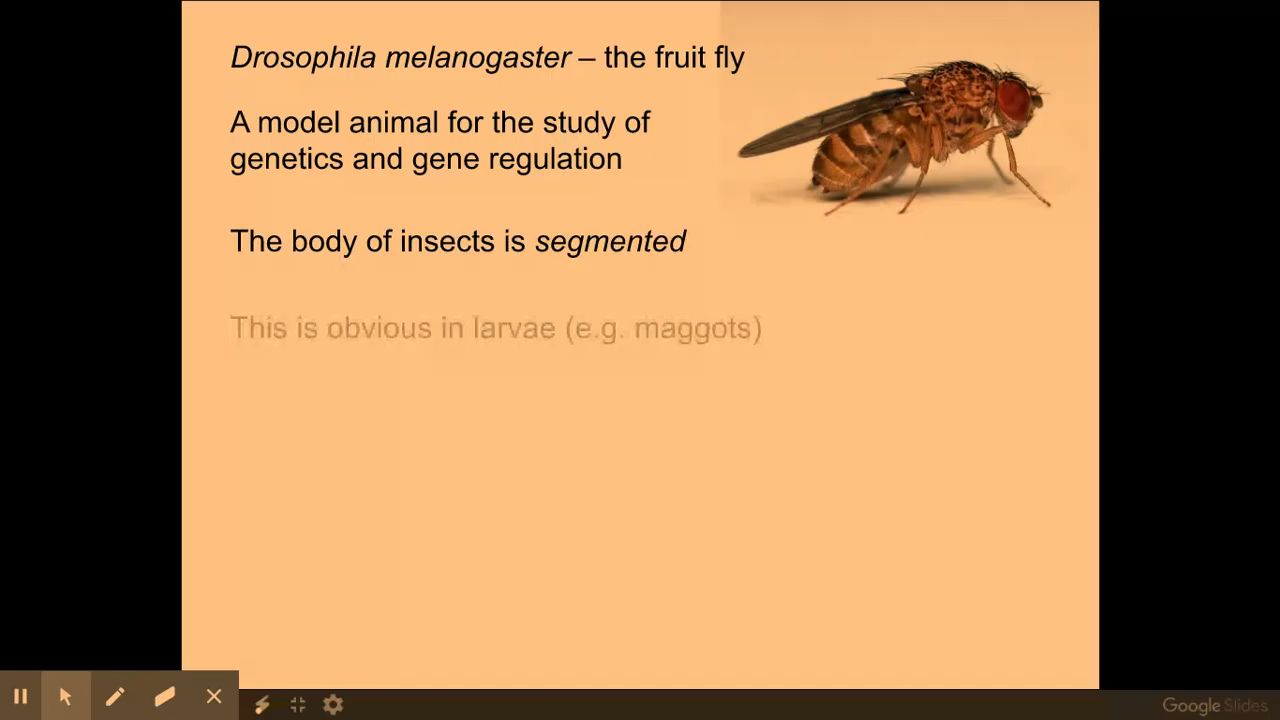 Drosophila melanogaster – the fruit fly
A model animal for the study of
genetics and gene regulation
The body of insects is segmented
This is obvious in larvae (e.g. maggots)
Google Slides